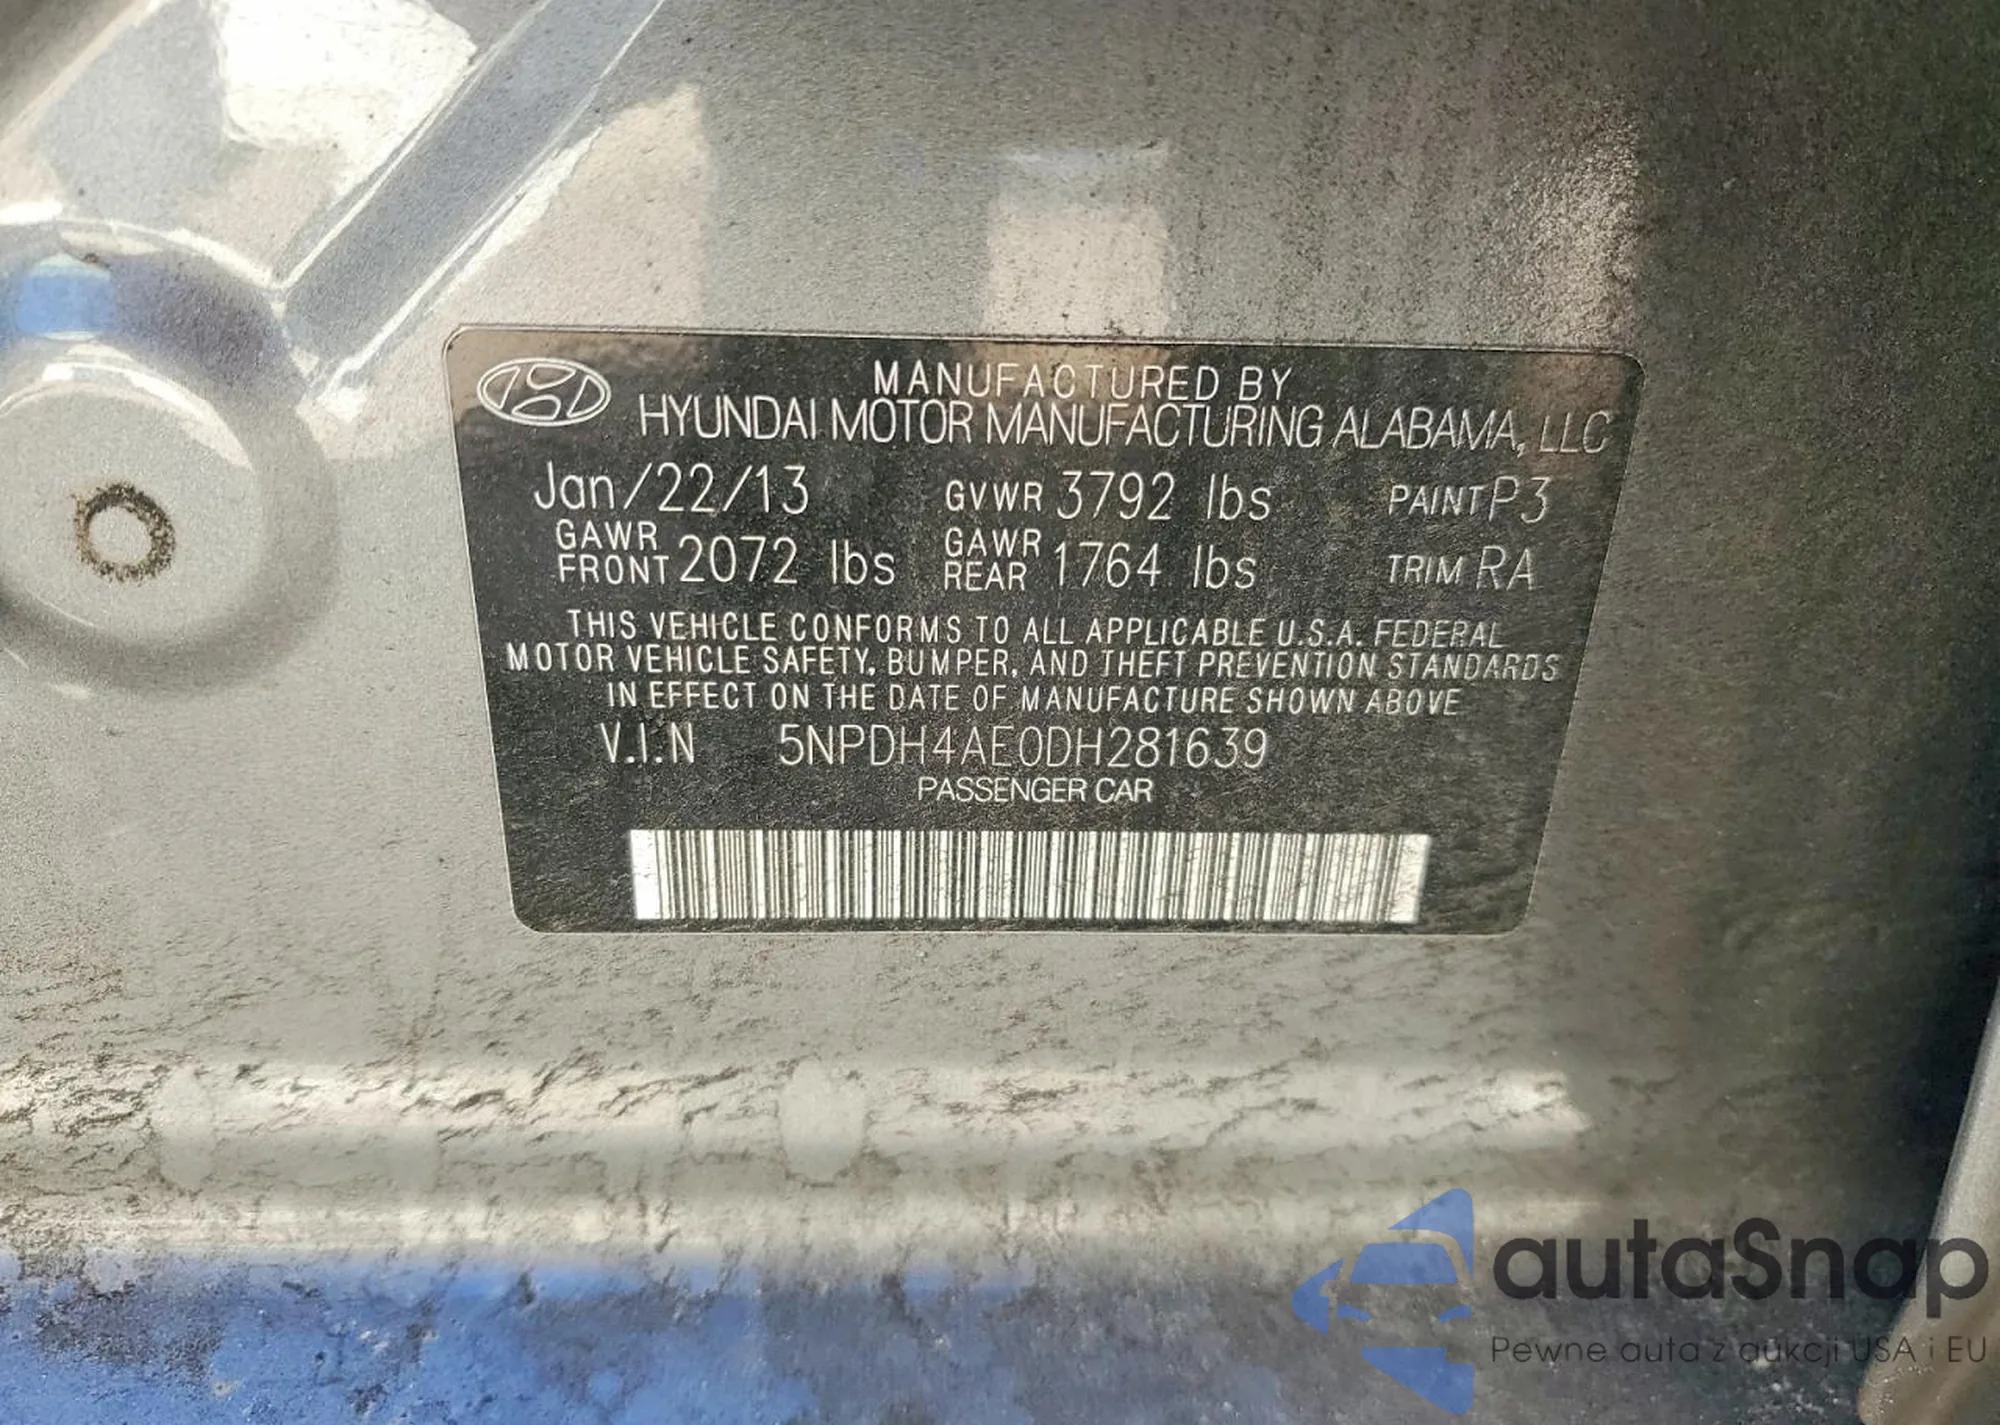 MANUFACTURED BY
HYUNDAI MOTOR MANUFACTURING ALABAMA, LLC
Jan/22/13 GVWR 3792 lbs PAINT P3
GAWR FRONT 2072 lbs GAWR REAR 1764 lbs TRIM RA
THIS VEHICLE CONFORMS TO ALL APPLICABLE U.S.A. FEDERAL
MOTOR VEHICLE SAFETY, BUMPER, AND THEFT PREVENTION STANDARDS
IN EFFECT ON THE DATE OF MANUFACTURE SHOWN ABOVE
V.I.N 5NPDH4AE0DH281639
PASSENGER CAR
autaSnap
Pewne auta z aukcji USA i EU